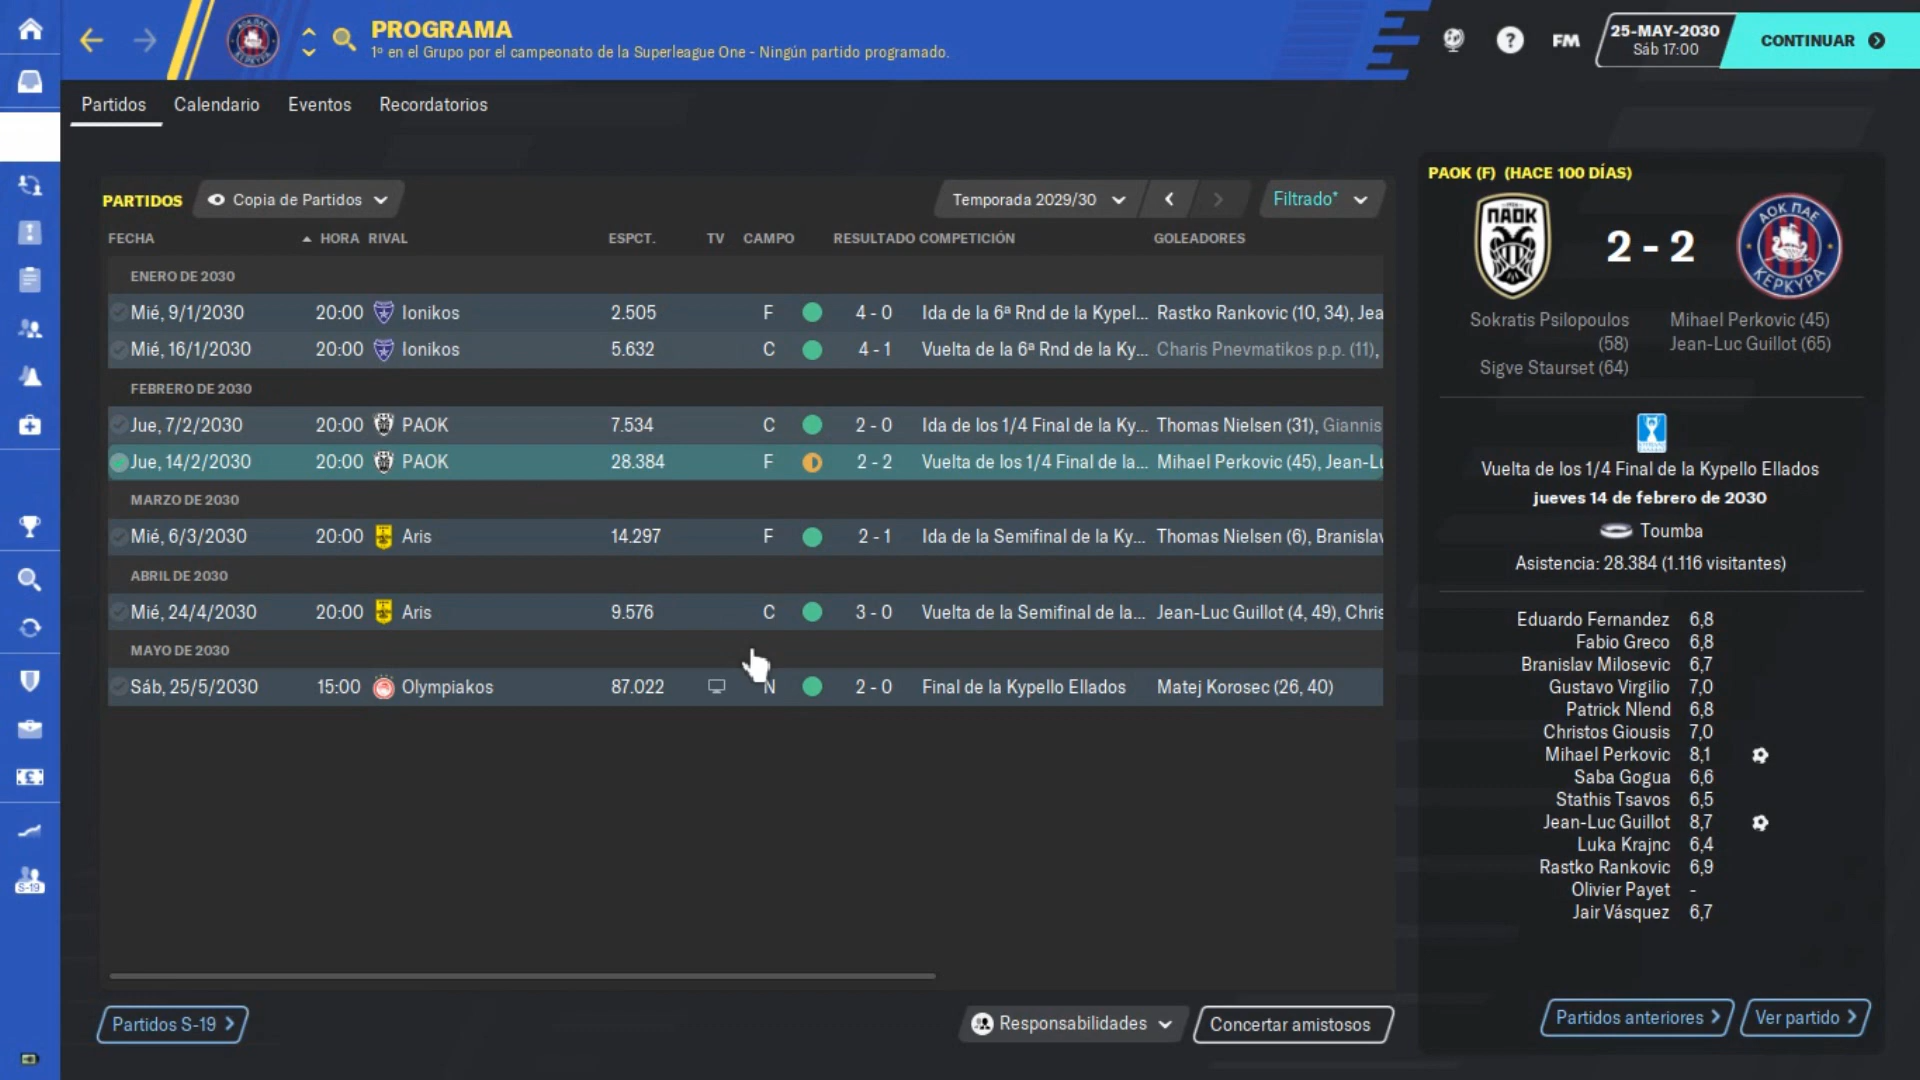 PROGRAMA
1º en el Grupo por el campeonato de la Superleague One - Ningún partido programado.
FM
25-MAY-2030
Sáb 17:00
CONTINUAR
Partidos Calendario Eventos Recordatorios
PARTIDOS Copia de Partidos Temporada 2029/30 Filtrado*
FECHA HORA RIVAL ESPCT. TV CAMPO RESULTADO COMPETICIÓN GOLEADORES
ENERO DE 2030
Mié, 9/1/2030 20:00 Ionikos 2.505 F 4 - 0 Ida de la 6ª Rnd de la Kypel... Rastko Rankovic (10, 34), Jea
Mié, 16/1/2030 20:00 Ionikos 5.632 C 4 - 1 Vuelta de la 6ª Rnd de la Ky... Charis Pnevmatikos p.p. (11),
FEBRERO DE 2030
Jue, 7/2/2030 20:00 PAOK 7.534 C 2 - 0 Ida de los 1/4 Final de la Ky... Thomas Nielsen (31), Giannis
Jue, 14/2/2030 20:00 PAOK 28.384 F 2 - 2 Vuelta de los 1/4 Final de la... Mihael Perkovic (45), Jean-Lu
MARZO DE 2030
Mié, 6/3/2030 20:00 Aris 14.297 F 2 - 1 Ida de la Semifinal de la Ky... Thomas Nielsen (6), Branislav
ABRIL DE 2030
Mié, 24/4/2030 20:00 Aris 9.576 C 3 - 0 Vuelta de la Semifinal de la... Jean-Luc Guillot (4, 49), Chris
MAYO DE 2030
Sáb, 25/5/2030 15:00 Olympiakos 87.022 N 2 - 0 Final de la Kypello Ellados Matej Korosec (26, 40)
Partidos S-19
Responsabilidades
Concertar amistosos
S-19
PAOK (F) (HACE 100 DÍAS)
ΠΑΟΚ
2 - 2
ΑΟΚ ΠΑΕ
ΚΕΡΚΥΡΑ
Sokratis Psilopoulos (58)
Sigve Staurset (64)
Mihael Perkovic (45)
Jean-Luc Guillot (65)
Vuelta de los 1/4 Final de la Kypello Ellados
jueves 14 de febrero de 2030
Toumba
Asistencia: 28.384 (1.116 visitantes)
Eduardo Fernandez 6,8
Fabio Greco 6,8
Branislav Milosevic 6,7
Gustavo Virgilio 7,0
Patrick Nlend 6,8
Christos Giousis 7,0
Mihael Perkovic 8,1
Saba Gogua 6,6
Stathis Tsavos 6,5
Jean-Luc Guillot 8,7
Luka Krajnc 6,4
Rastko Rankovic 6,9
Olivier Payet -
Jair Vásquez 6,7
Partidos anteriores
Ver partido